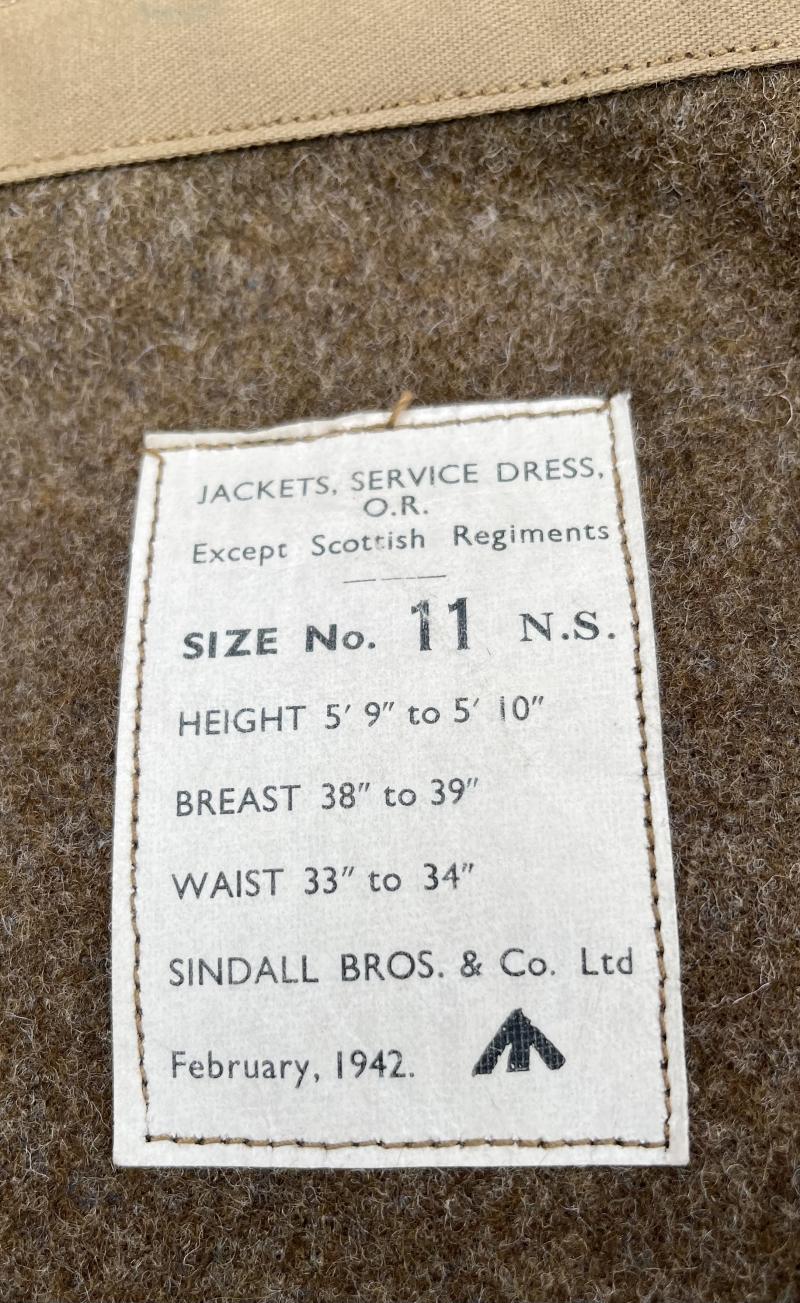 JACKETS, SERVICE DRESS,
O.R.
Except Scottish Regiments
SIZE No. 11 N.S.
HEIGHT 5′ 9″ to 5′ 10″
BREAST 38″ to 39″
WAIST 33″ to 34″
SINDALL BROS. & Co. Ltd
February, 1942.